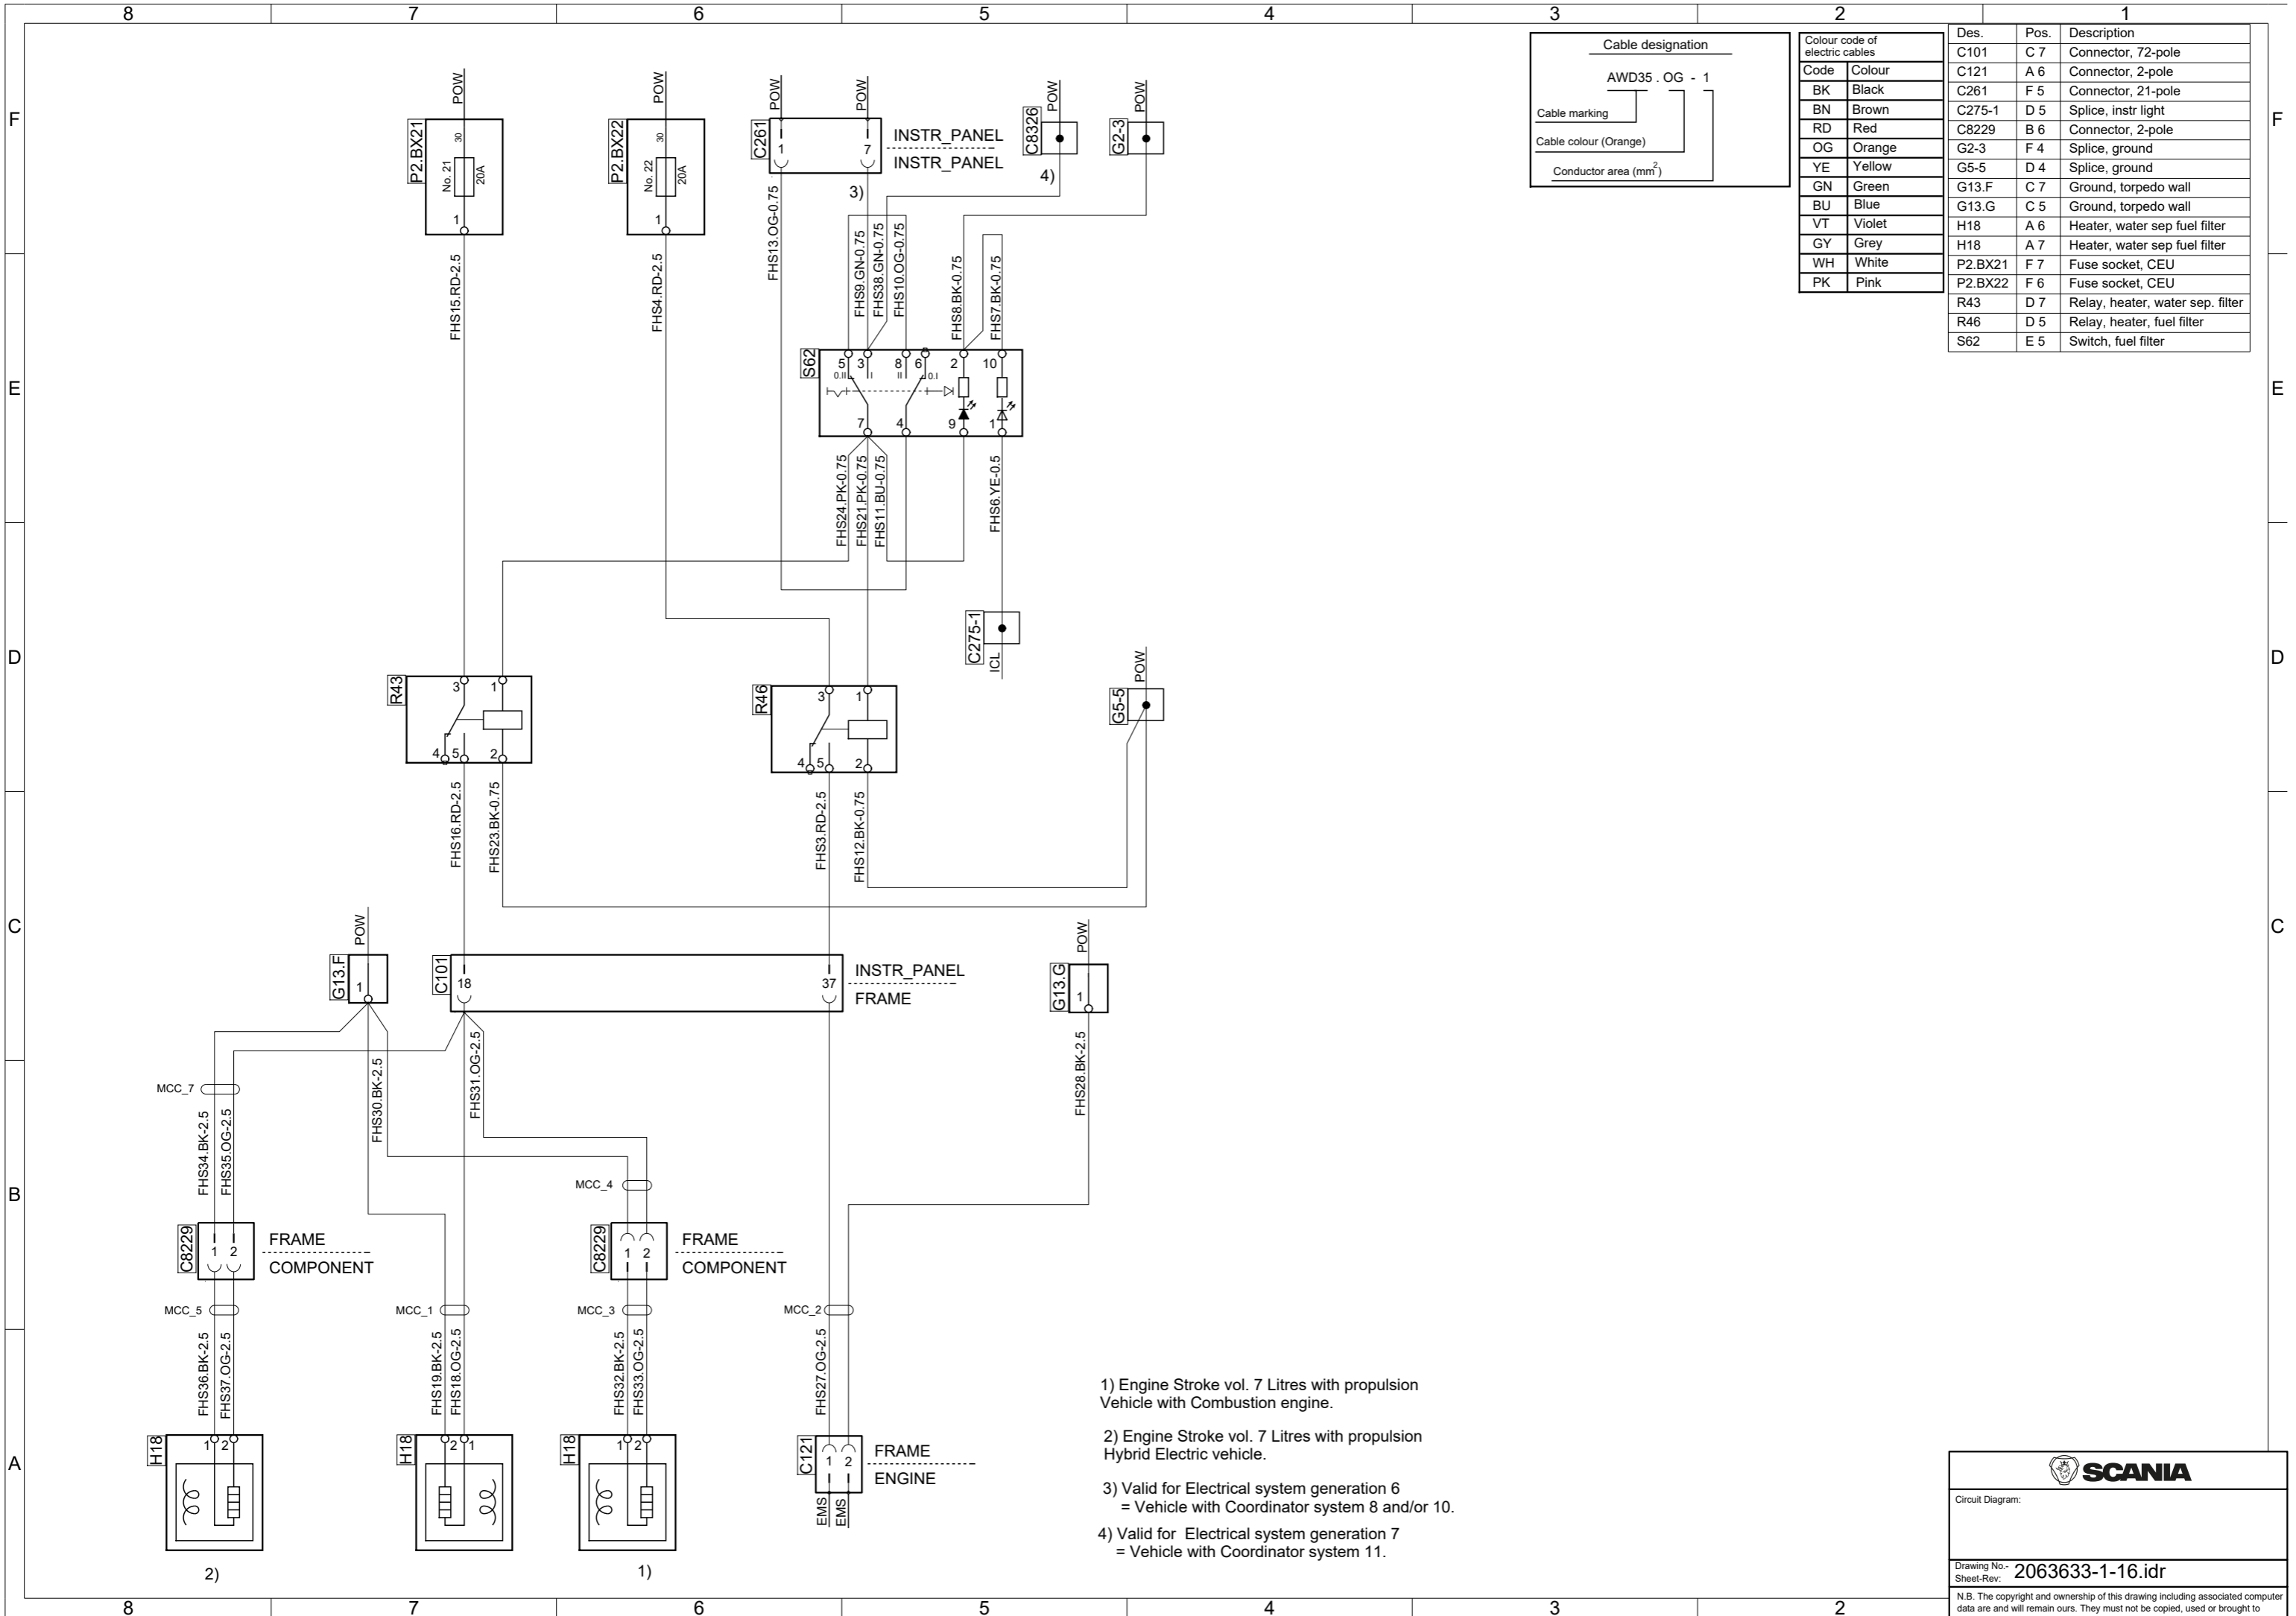 8 7 6 5 4 3 2 1
F
E
D
C
B
A
F
E
D
C
Cable designation
AWD35 . OG - 1
Cable marking
Cable colour (Orange)
Conductor area (mm²)
Colour code of
electric cables
Code Colour
BK Black
BN Brown
RD Red
OG Orange
YE Yellow
GN Green
BU Blue
VT Violet
GY Grey
WH White
PK Pink
Des. Pos. Description
C101 C 7 Connector, 72-pole
C121 A 6 Connector, 2-pole
C261 F 5 Connector, 21-pole
C275-1 D 5 Splice, instr light
C8229 B 6 Connector, 2-pole
G2-3 F 4 Splice, ground
G5-5 D 4 Splice, ground
G13.F C 7 Ground, torpedo wall
G13.G C 5 Ground, torpedo wall
H18 A 6 Heater, water sep fuel filter
H18 A 7 Heater, water sep fuel filter
P2.BX21 F 7 Fuse socket, CEU
P2.BX22 F 6 Fuse socket, CEU
R43 D 7 Relay, heater, water sep. filter
R46 D 5 Relay, heater, fuel filter
S62 E 5 Switch, fuel filter
POW
P2.BX21
30
No. 21
20A
1
FHS15.RD-2.5
POW
P2.BX22
30
No. 22
20A
1
FHS4.RD-2.5
POW POW
C261
1 7
INSTR_PANEL
INSTR_PANEL
3)
POW
C8326
4)
POW
G2-3
FHS13.OG-0.75
FHS9.GN-0.75
FHS38.GN-0.75
FHS10.OG-0.75
FHS8.BK-0.75
FHS7.BK-0.75
S62
5 3 8 6 2 10
0.II I II 0.I
7 4 9 1
FHS24.PK-0.75
FHS21.PK-0.75
FHS11.BU-0.75
FHS6.YE-0.5
C275-1
ICL
R43
3 1
4 5 2
R46
3 1
4 5 2
POW
G5-5
FHS16.RD-2.5
FHS23.BK-0.75
FHS3.RD-2.5
FHS12.BK-0.75
POW
G13.F
1
C101
18 37
INSTR_PANEL
FRAME
POW
G13.G
1
FHS30.BK-2.5
FHS31.OG-2.5
FHS28.BK-2.5
MCC_7
FHS34.BK-2.5
FHS35.OG-2.5
MCC_4
C8229
1 2
FRAME
COMPONENT
C8229
1 2
FRAME
COMPONENT
MCC_5
MCC_1
MCC_3
MCC_2
FHS36.BK-2.5
FHS37.OG-2.5
FHS19.BK-2.5
FHS18.OG-2.5
FHS32.BK-2.5
FHS33.OG-2.5
FHS27.OG-2.5
H18
1 2
2)
H18
2 1
H18
1 2
1)
C121
1 2
FRAME
ENGINE
EMS
EMS
1) Engine Stroke vol. 7 Litres with propulsion
Vehicle with Combustion engine.
2) Engine Stroke vol. 7 Litres with propulsion
Hybrid Electric vehicle.
3) Valid for Electrical system generation 6
= Vehicle with Coordinator system 8 and/or 10.
4) Valid for Electrical system generation 7
= Vehicle with Coordinator system 11.
SCANIA
Circuit Diagram:
Drawing No.-
Sheet-Rev: 2063633-1-16.idr
N.B. The copyright and ownership of this drawing including associated computer
data are and will remain ours. They must not be copied, used or brought to
8 7 6 5 4 3 2